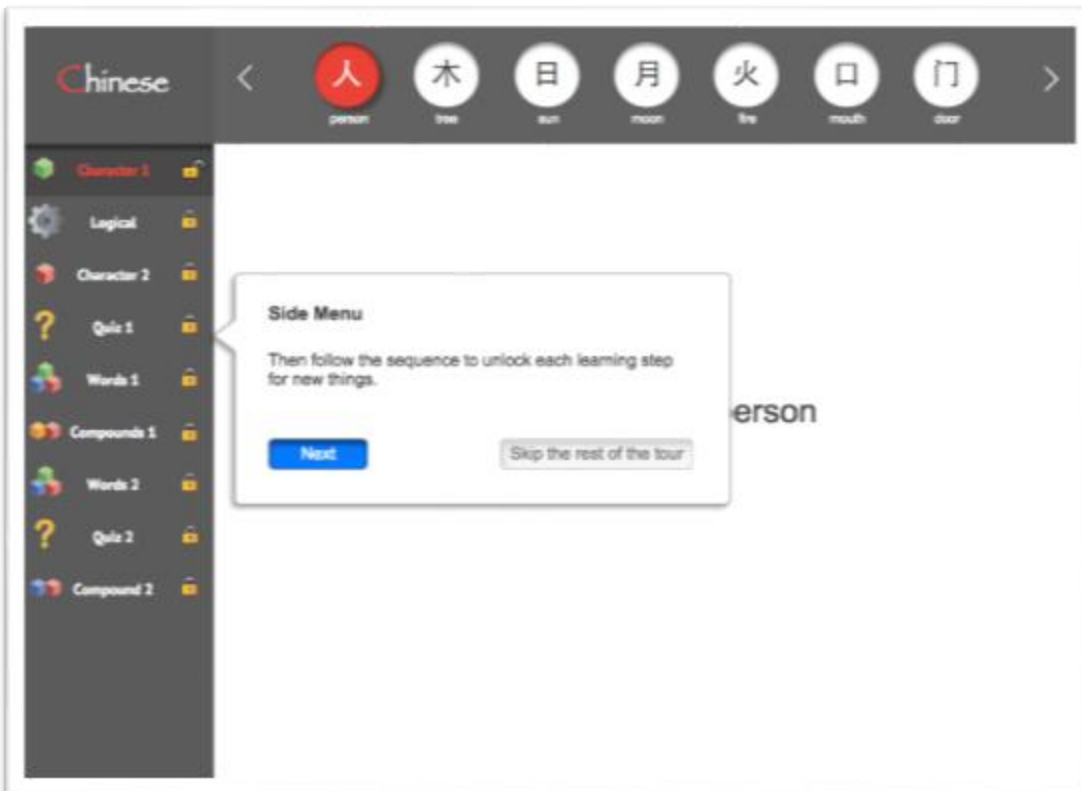 Chinese
<
人
木
日
月
火
口
门
>
person
tree
sun
moon
fire
mouth
door
Character 1
Logical
Character 2
Quiz 1
Words 1
Compounds 1
Words 2
Quiz 2
Compound 2
Side Menu
Then follow the sequence to unlock each learning step
for new things.
Next
Skip the rest of the tour
erson